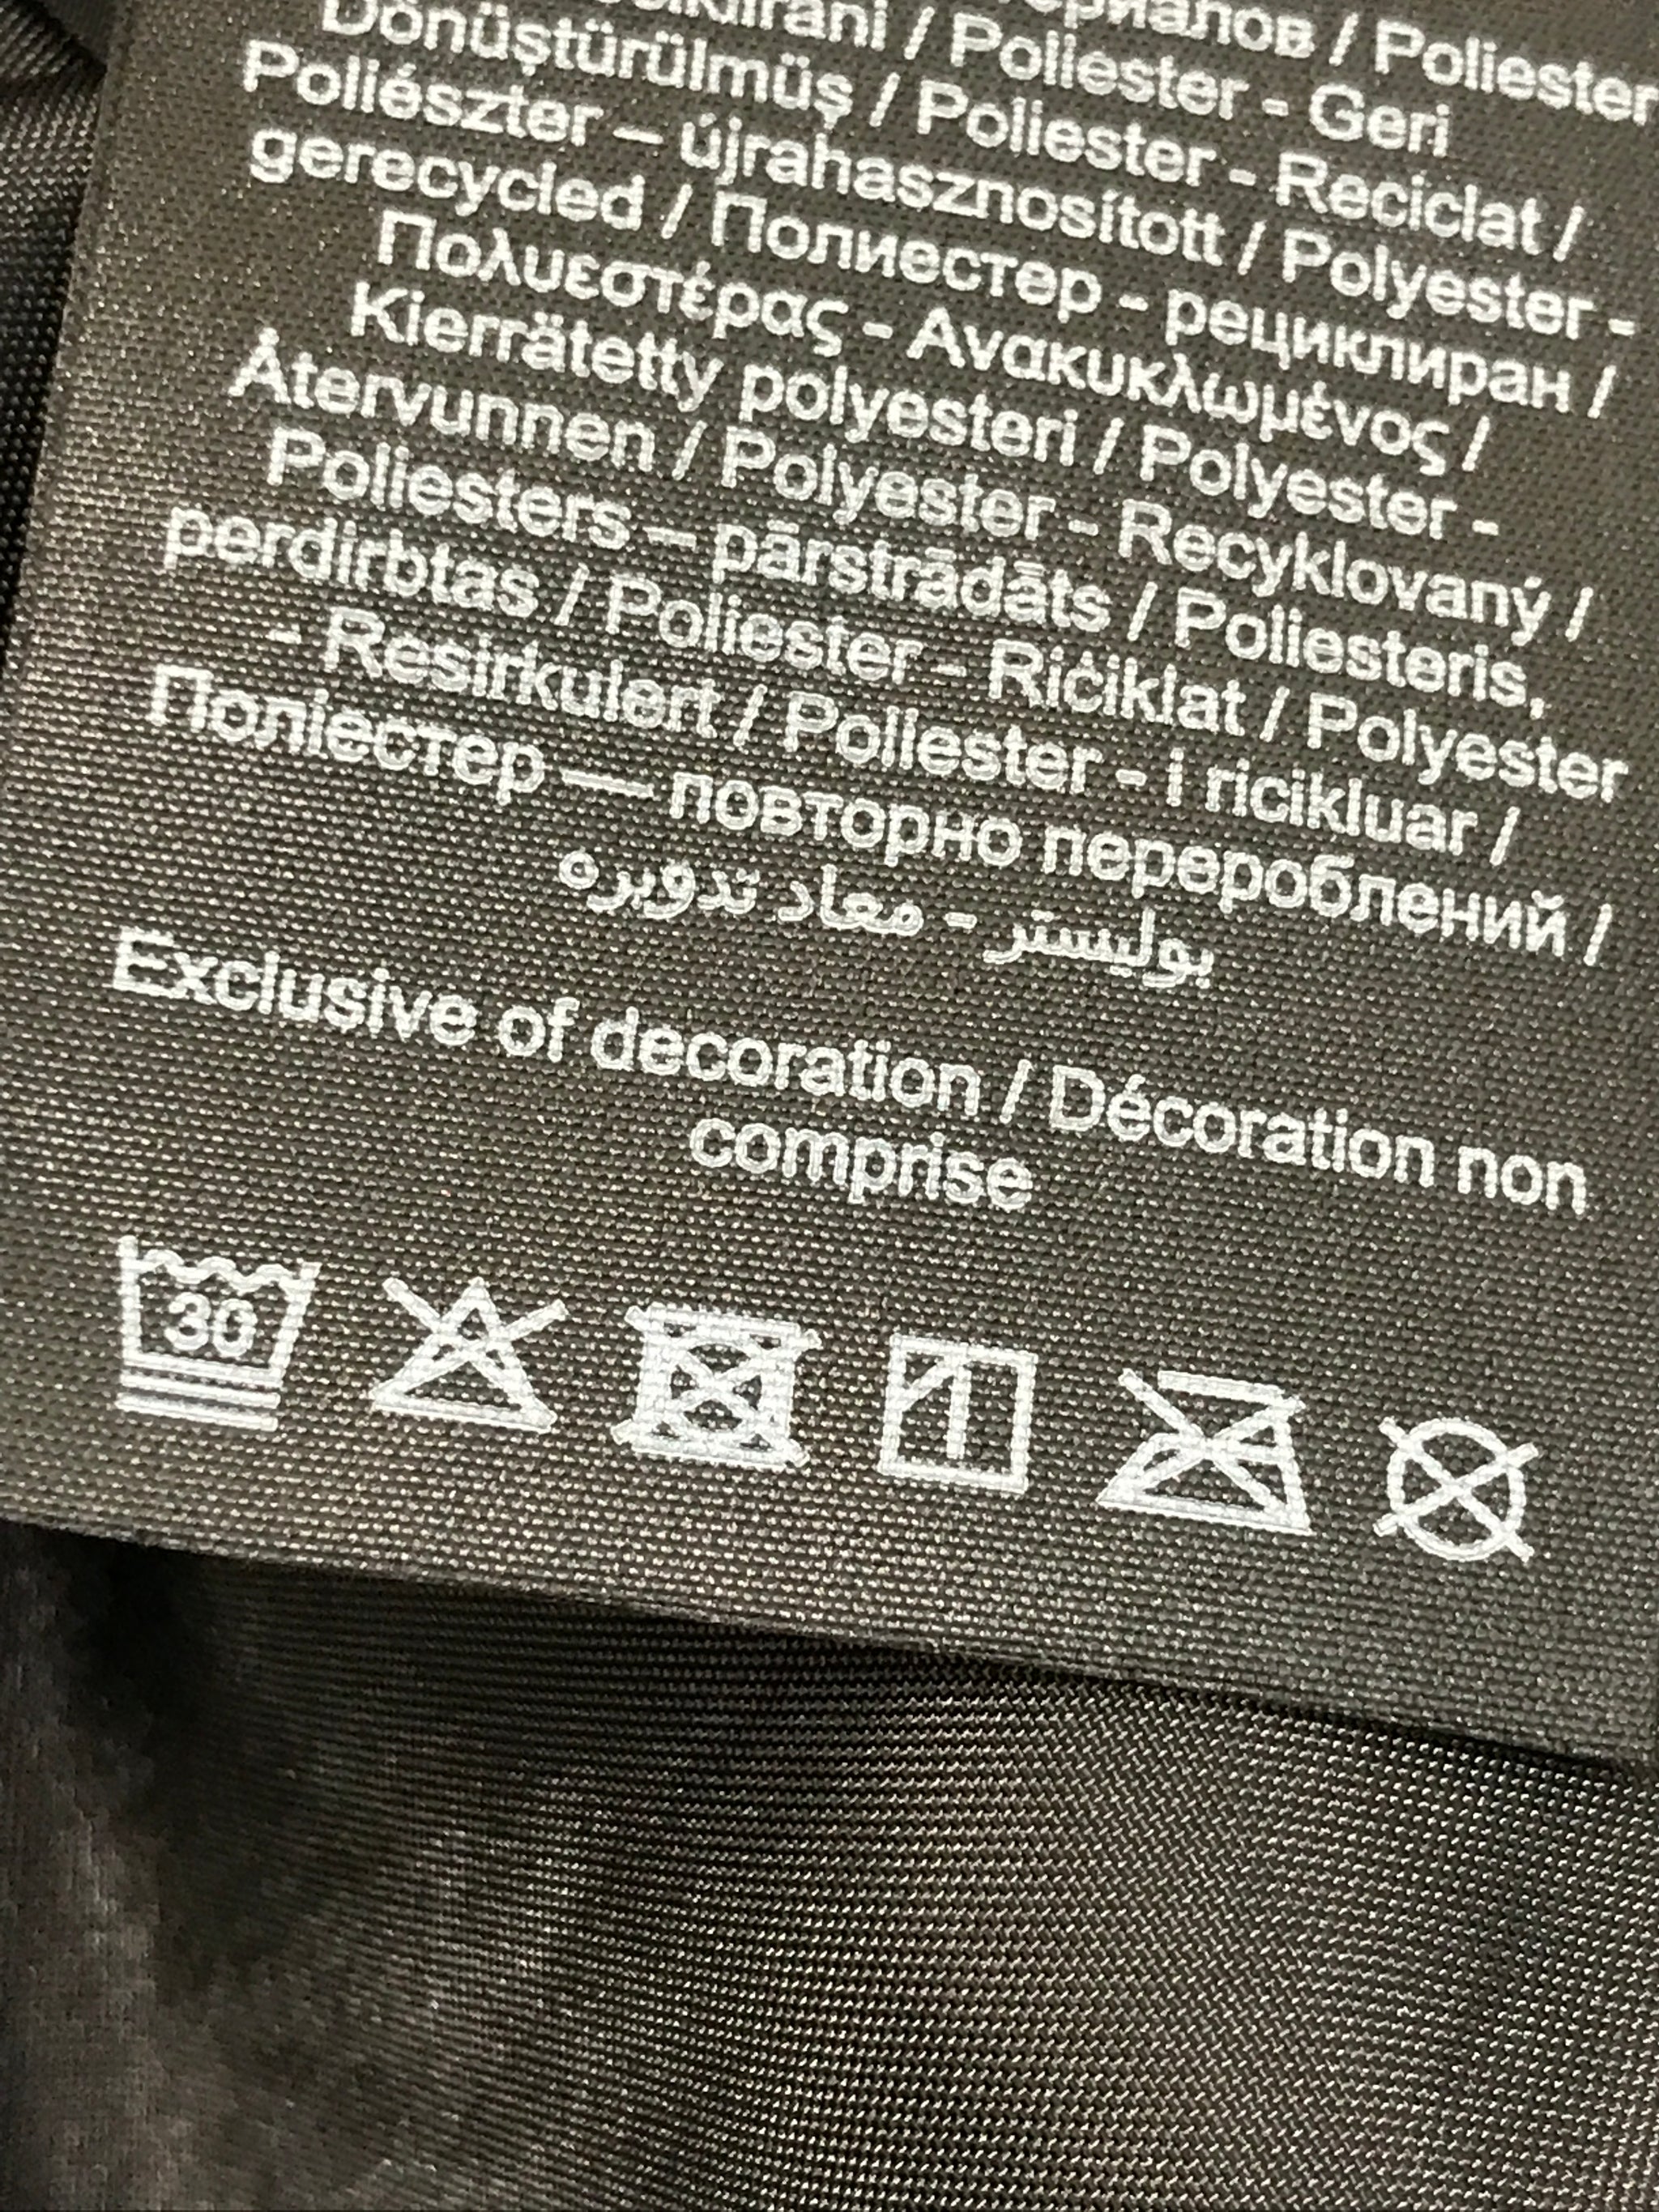 / Poliester
/ Poliester - Geri
Dönüştürülmüş / Poliester - Reciclat /
Poliészter – újrahasznosított / Polyester -
gerecycled / Полиестер - рециклиран /
Πολυεστέρας - Ανακυκλωμένος /
Kierrätetty polyesteri / Polyester -
Återvunnen / Polyester - Recyklovaný /
Poliesters – pārstrādāts / Poliesteris,
perdirbtas / Poliester - Riċiklat / Polyester
- Resirkulert / Poliester - I ricikluar /
Поліестер — повторно перероблений /
بوليستر - معاد تدويره
Exclusive of decoration / Décoration non
comprise
30